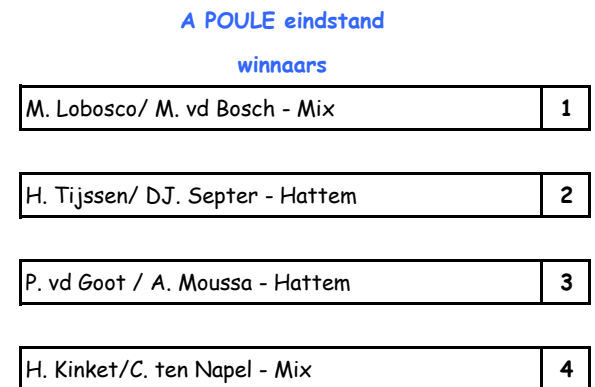 A POULE eindstand
winnaars
M. Lobosco/ M. vd Bosch - Mix 1
H. Tijssen/ DJ. Septer - Hattem 2
P. vd Goot / A. Moussa - Hattem 3
H. Kinket/C. ten Napel - Mix 4